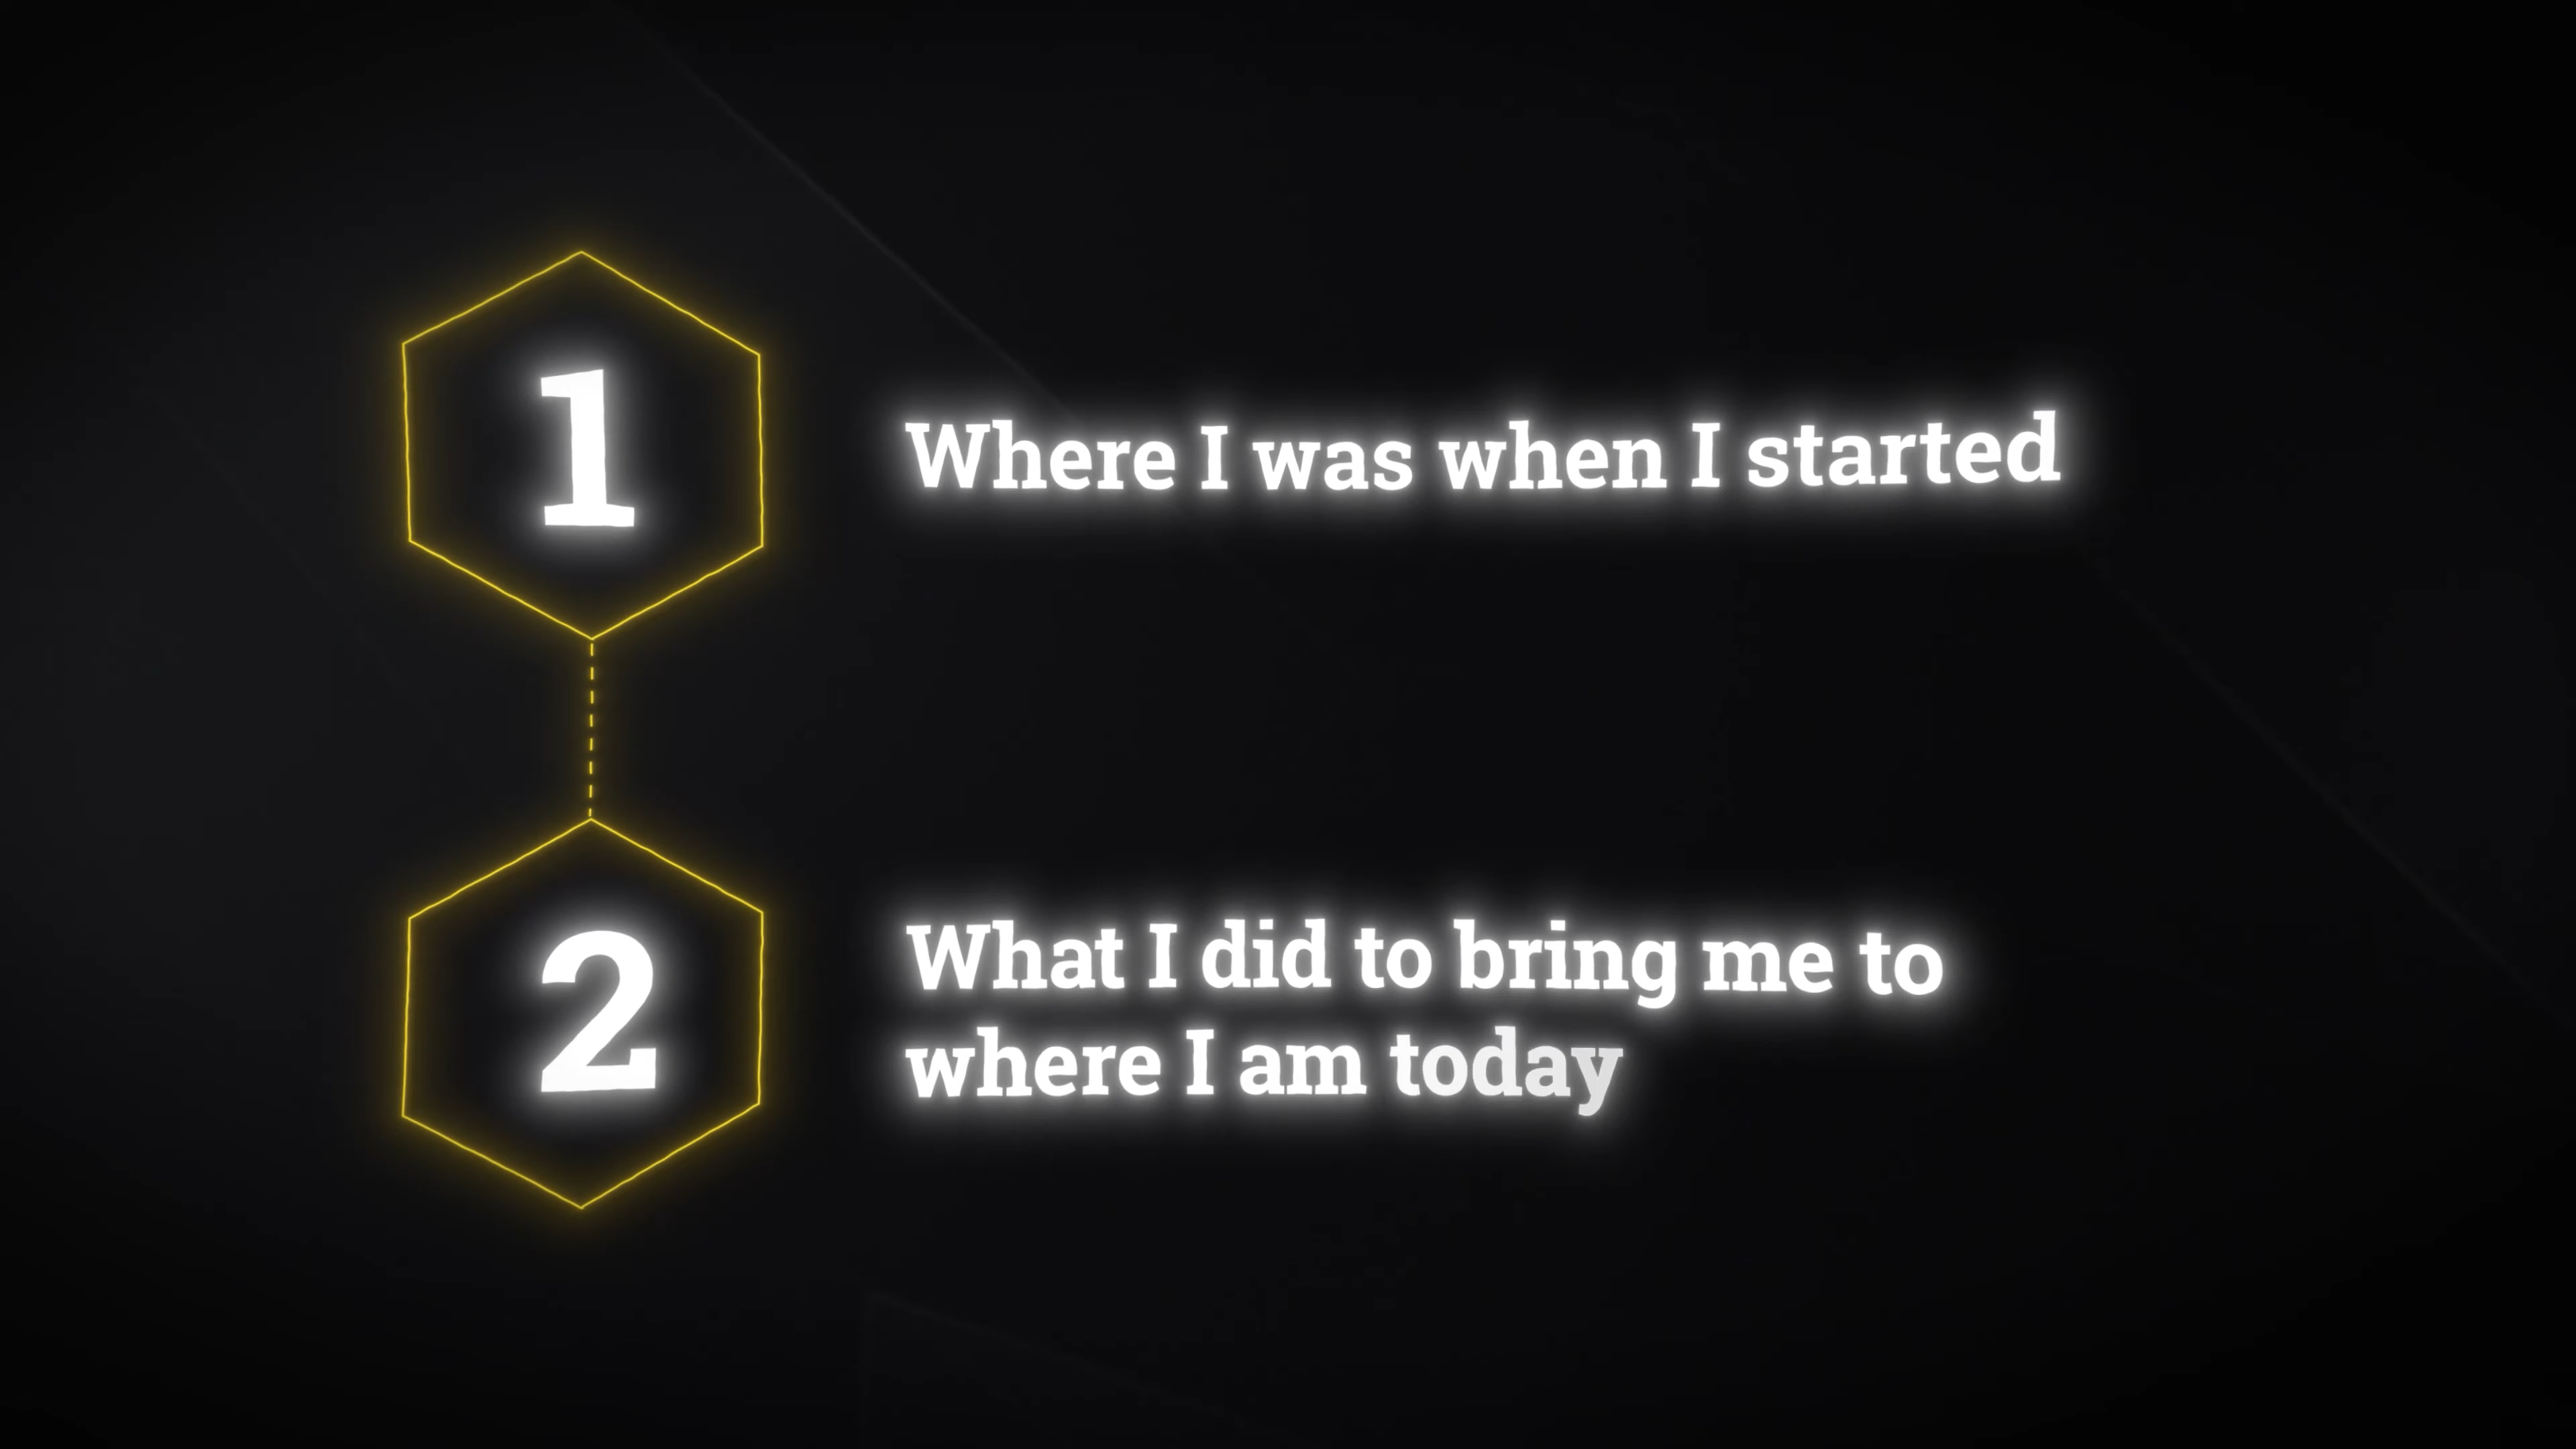 1
Where I was when I started
2
What I did to bring me to
where I am today